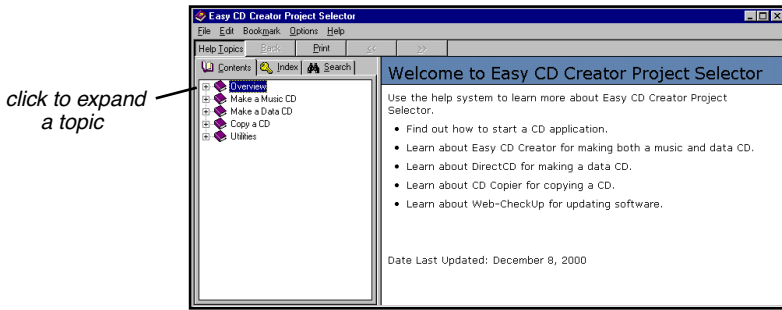 Easy CD Creator Project Selector
File Edit Bookmark Options Help
Help Topics Back Print << >>
Contents Index Search
click to expand
a topic
Overview
Make a Music CD
Make a Data CD
Copy a CD
Utilities
Welcome to Easy CD Creator Project Selector
Use the help system to learn more about Easy CD Creator Project
Selector.
• Find out how to start a CD application.
• Learn about Easy CD Creator for making both a music and data CD.
• Learn about DirectCD for making a data CD.
• Learn about CD Copier for copying a CD.
• Learn about Web-CheckUp for updating software.
Date Last Updated: December 8, 2000